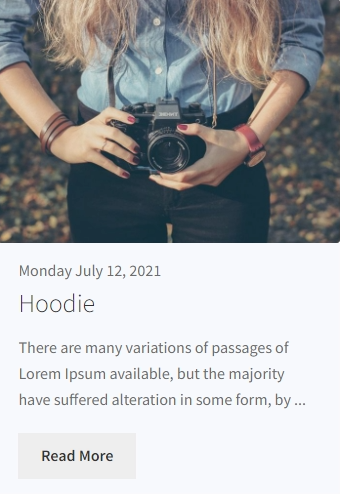 Monday July 12, 2021
Hoodie
There are many variations of passages of
Lorem Ipsum available, but the majority
have suffered alteration in some form, by ...
Read More